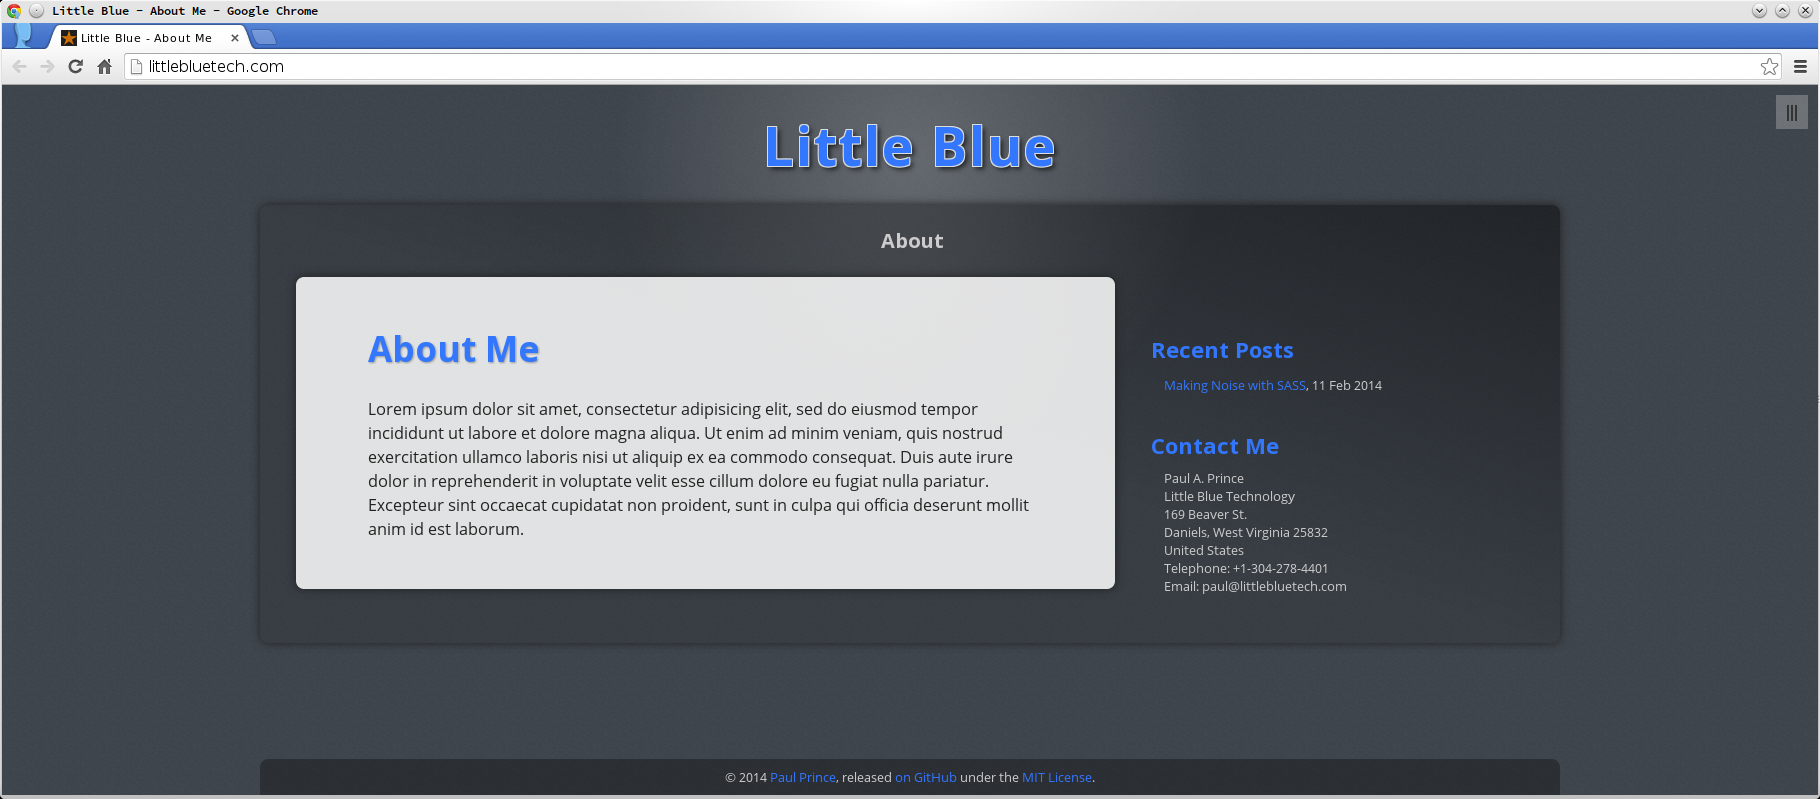 Little Blue - About Me - Google Chrome
Little Blue - About Me
littlebluetech.com
Little Blue
About
About Me
Lorem ipsum dolor sit amet, consectetur adipisicing elit, sed do eiusmod tempor
incididunt ut labore et dolore magna aliqua. Ut enim ad minim veniam, quis nostrud
exercitation ullamco laboris nisi ut aliquip ex ea commodo consequat. Duis aute irure
dolor in reprehenderit in voluptate velit esse cillum dolore eu fugiat nulla pariatur.
Excepteur sint occaecat cupidatat non proident, sunt in culpa qui officia deserunt mollit
anim id est laborum.
Recent Posts
Making Noise with SASS, 11 Feb 2014
Contact Me
Paul A. Prince
Little Blue Technology
169 Beaver St.
Daniels, West Virginia 25832
United States
Telephone: +1-304-278-4401
Email: paul@littlebluetech.com
© 2014 Paul Prince, released on GitHub under the MIT License.